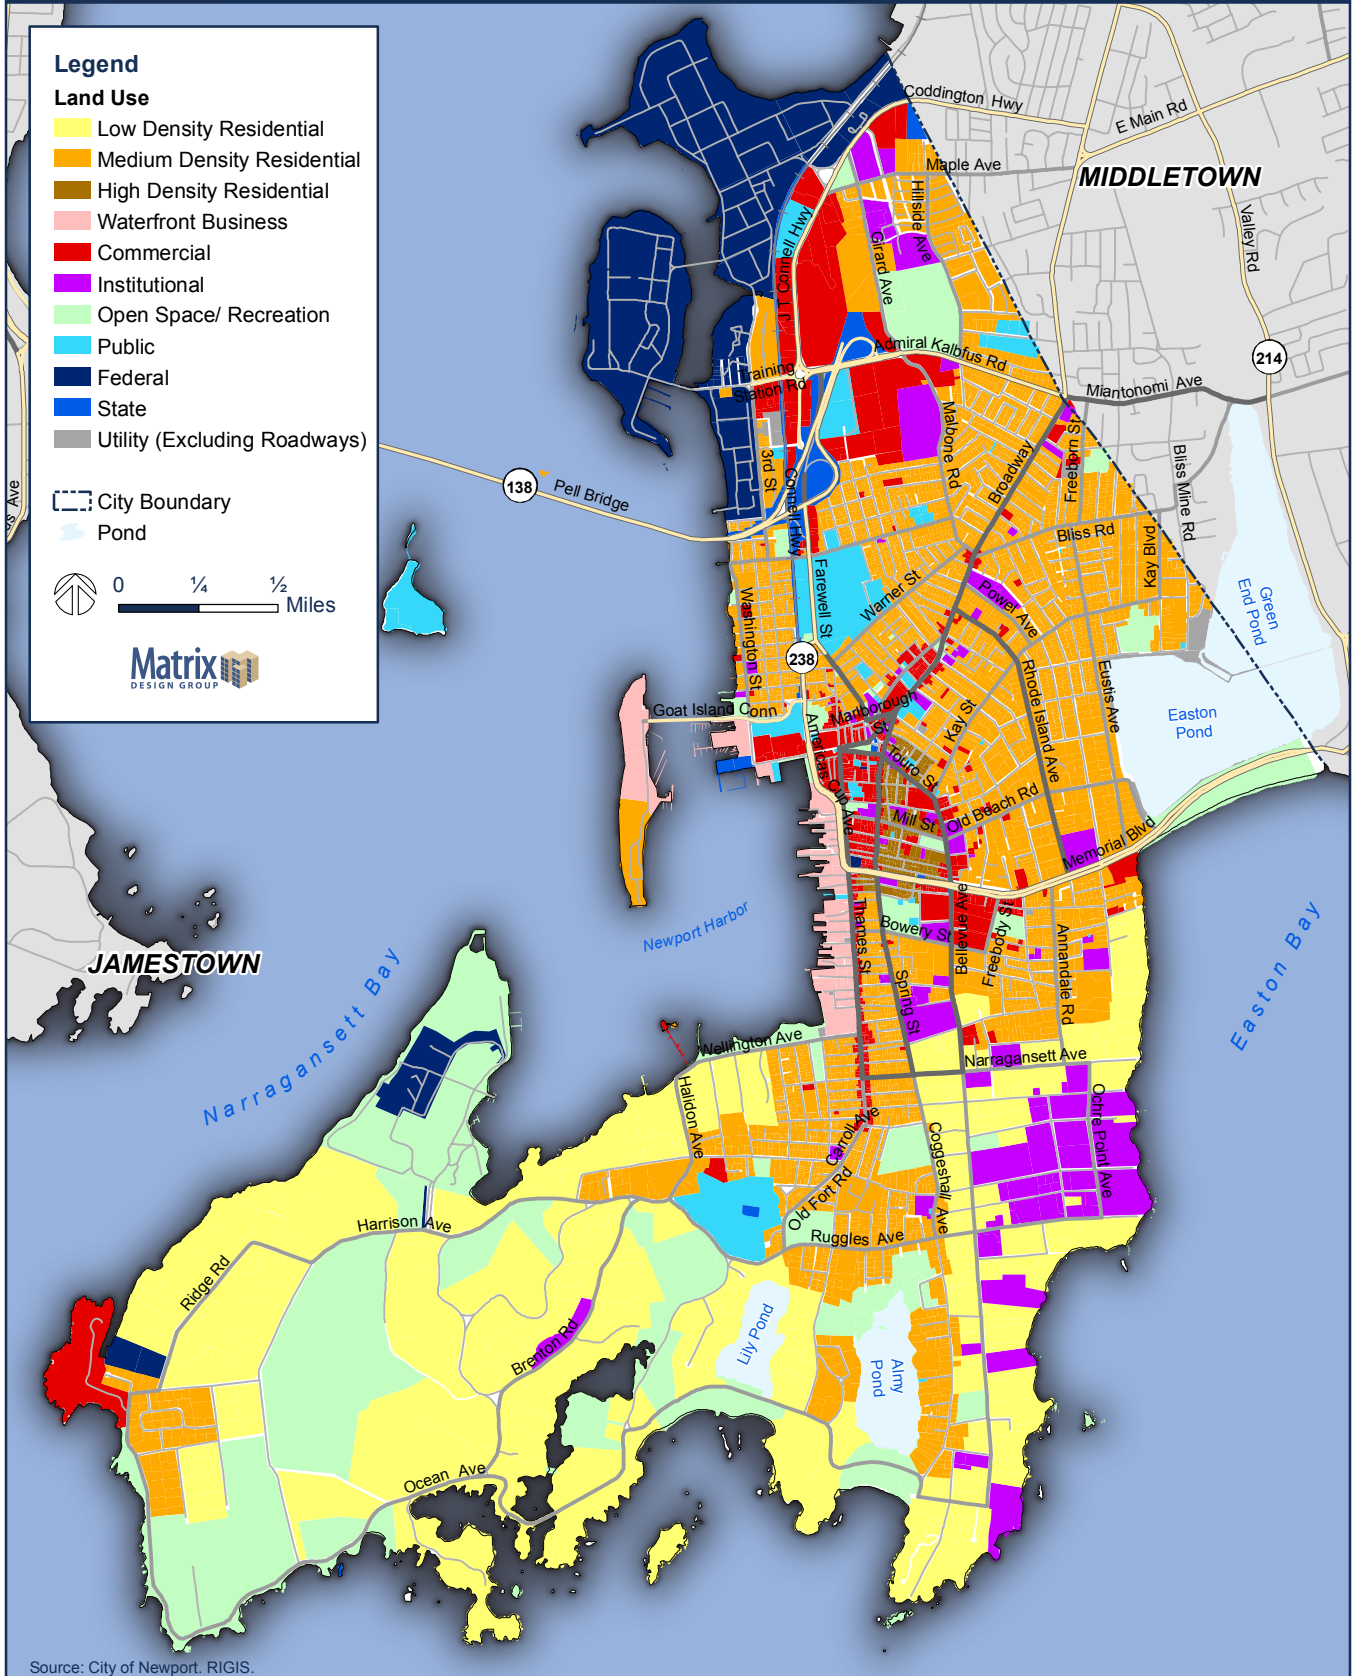 Legend
Land Use
Low Density Residential
Medium Density Residential
High Density Residential
Waterfront Business
Commercial
Institutional
Open Space/ Recreation
Public
Federal
State
Utility (Excluding Roadways)
City Boundary
Pond
0 ¼ ½
Miles
Matrix
DESIGN GROUP
Coddington Hwy
E Main Rd
Maple Ave
MIDDLETOWN
Hillside Ave
Valley Rd
J T Connell Hwy
Girard Ave
Admiral Kalbfus Rd
214
Training
Station Rd
Miantonomi Ave
Malbone Rd
Broadway
Freeborn St
Bliss Mine Rd
3rd St
Connell Hwy
138
Pell Bridge
Bliss Rd
Kay Blvd
Farewell St
Warner St
Power Ave
Green
End Pond
Washington St
238
Rhode Island Ave
Eustis Ave
Goat Island Conn
Marlborough
St
Kay St
Easton
Pond
Americas Cup Ave
Touro St
Mill St
Old Beach Rd
Memorial Blvd
Newport Harbor
Thames St
Bowery St
Bellevue Ave
Freebody St
Annandale Rd
Easton Bay
JAMESTOWN
Narragansett Bay
Spring St
Wellington Ave
Narragansett Ave
Halidon Ave
Carroll Ave
Coggeshall Ave
Ochre Point Ave
Old Fort Rd
Harrison Ave
Ruggles Ave
Ridge Rd
Brenton Rd
Lily Pond
Almy
Pond
Ocean Ave
Source: City of Newport. RIGIS.